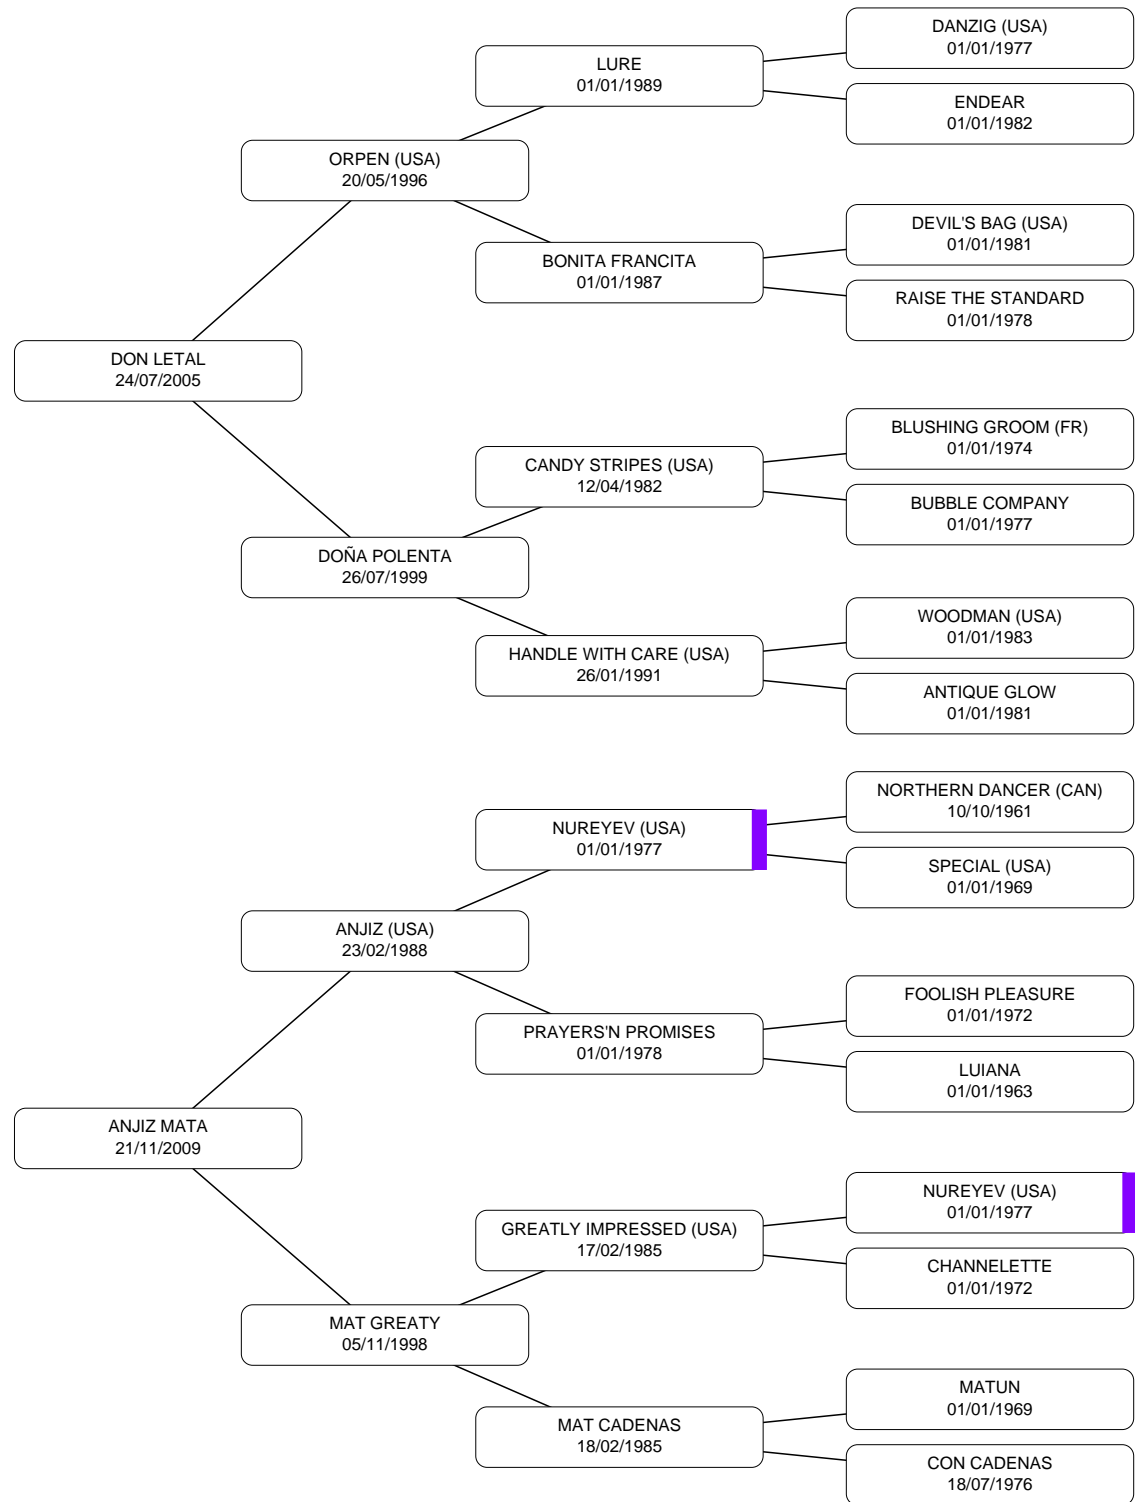 DANZIG (USA)
01/01/1977
LURE
01/01/1989
ENDEAR
01/01/1982
ORPEN (USA)
20/05/1996
DEVIL'S BAG (USA)
01/01/1981
BONITA FRANCITA
01/01/1987
RAISE THE STANDARD
01/01/1978
DON LETAL
24/07/2005
BLUSHING GROOM (FR)
01/01/1974
CANDY STRIPES (USA)
12/04/1982
BUBBLE COMPANY
01/01/1977
DOÑA POLENTA
26/07/1999
WOODMAN (USA)
01/01/1983
HANDLE WITH CARE (USA)
26/01/1991
ANTIQUE GLOW
01/01/1981
NORTHERN DANCER (CAN)
10/10/1961
NUREYEV (USA)
01/01/1977
SPECIAL (USA)
01/01/1969
ANJIZ (USA)
23/02/1988
FOOLISH PLEASURE
01/01/1972
PRAYERS'N PROMISES
01/01/1978
LUIANA
01/01/1963
ANJIZ MATA
21/11/2009
NUREYEV (USA)
01/01/1977
GREATLY IMPRESSED (USA)
17/02/1985
CHANNELETTE
01/01/1972
MAT GREATY
05/11/1998
MATUN
01/01/1969
MAT CADENAS
18/02/1985
CON CADENAS
18/07/1976